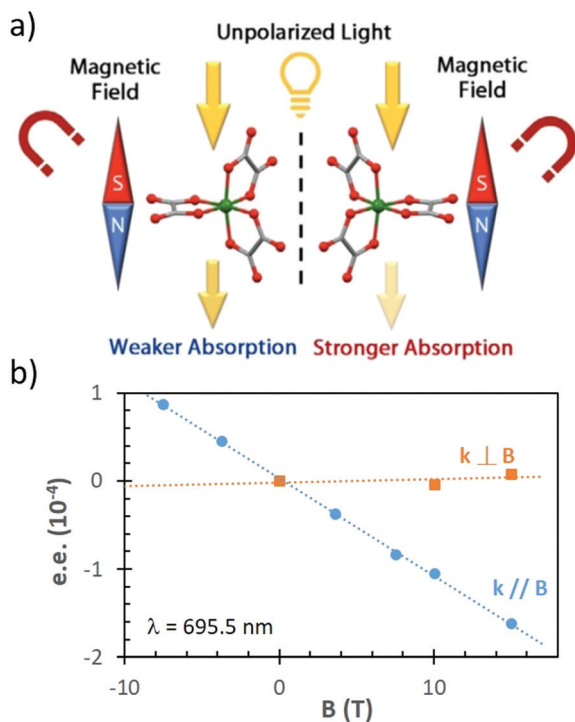 a)
Unpolarized Light
Magnetic
Field
Magnetic
Field
S
N
S
N
Weaker Absorption
Stronger Absorption
b)
1
0
-1
-2
e.e. (10⁻⁴)
k ⊥ B
k // B
λ = 695.5 nm
-10
0
10
B (T)